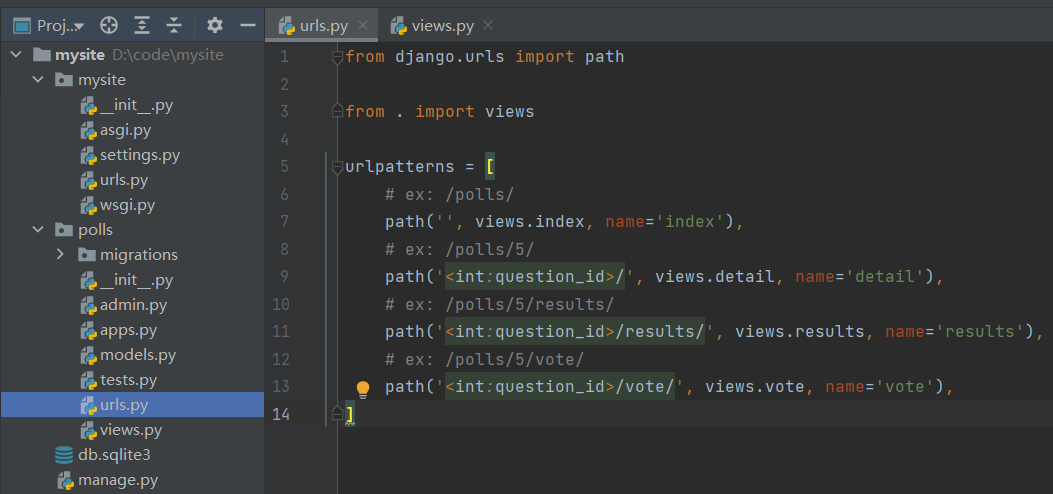 Proj...
mysite D:\code\mysite
mysite
__init__.py
asgi.py
settings.py
urls.py
wsgi.py
polls
migrations
__init__.py
admin.py
apps.py
models.py
tests.py
urls.py
views.py
db.sqlite3
manage.py
urls.py views.py
1 from django.urls import path
2
3 from . import views
4
5 urlpatterns = [
6 # ex: /polls/
7 path('', views.index, name='index'),
8 # ex: /polls/5/
9 path('<int:question_id>/', views.detail, name='detail'),
10 # ex: /polls/5/results/
11 path('<int:question_id>/results/', views.results, name='results'),
12 # ex: /polls/5/vote/
13 path('<int:question_id>/vote/', views.vote, name='vote'),
14 ]